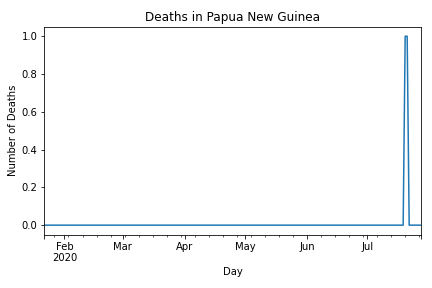 Deaths in Papua New Guinea
1.0
0.8
0.6
0.4
0.2
0.0
Number of Deaths
Feb
2020
Mar
Apr
May
Jun
Jul
Day